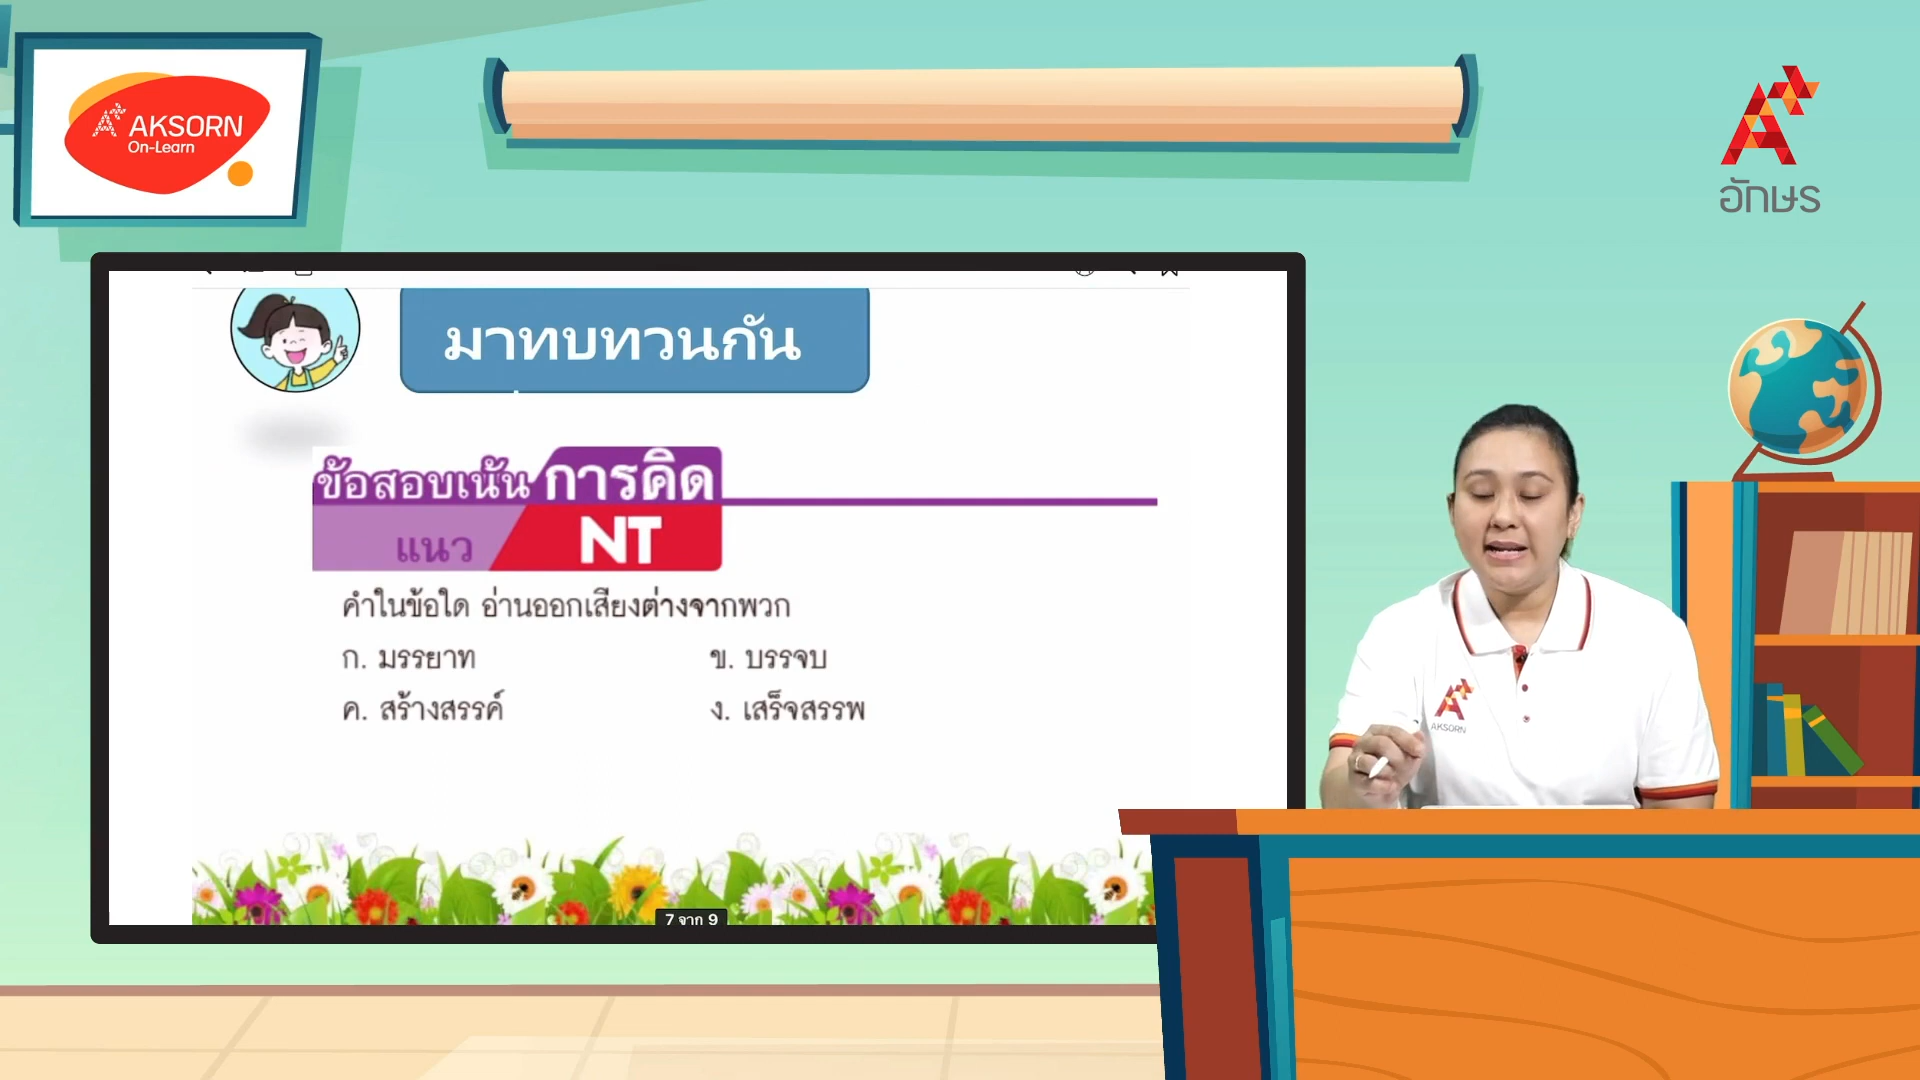 AKSORN
On-Learn
อักษร
มาทบทวนกัน
ข้อสอบเน้น การคิด
แนว NT
คำในข้อใด อ่านออกเสียงต่างจากพวก
ก. มรรยาท
ข. บรรจบ
ค. สร้างสรรค์
ง. เสร็จสรรพ
7 จาก 9
AKSORN